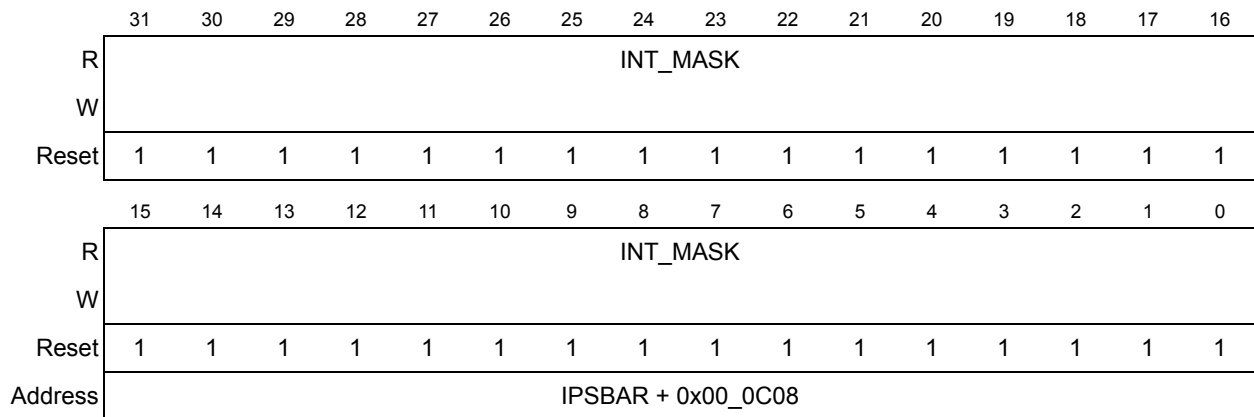 31 30 29 28 27 26 25 24 23 22 21 20 19 18 17 16
R INT_MASK
W
Reset 1 1 1 1 1 1 1 1 1 1 1 1 1 1 1 1
15 14 13 12 11 10 9 8 7 6 5 4 3 2 1 0
R INT_MASK
W
Reset 1 1 1 1 1 1 1 1 1 1 1 1 1 1 1 1
Address IPSBAR + 0x00_0C08